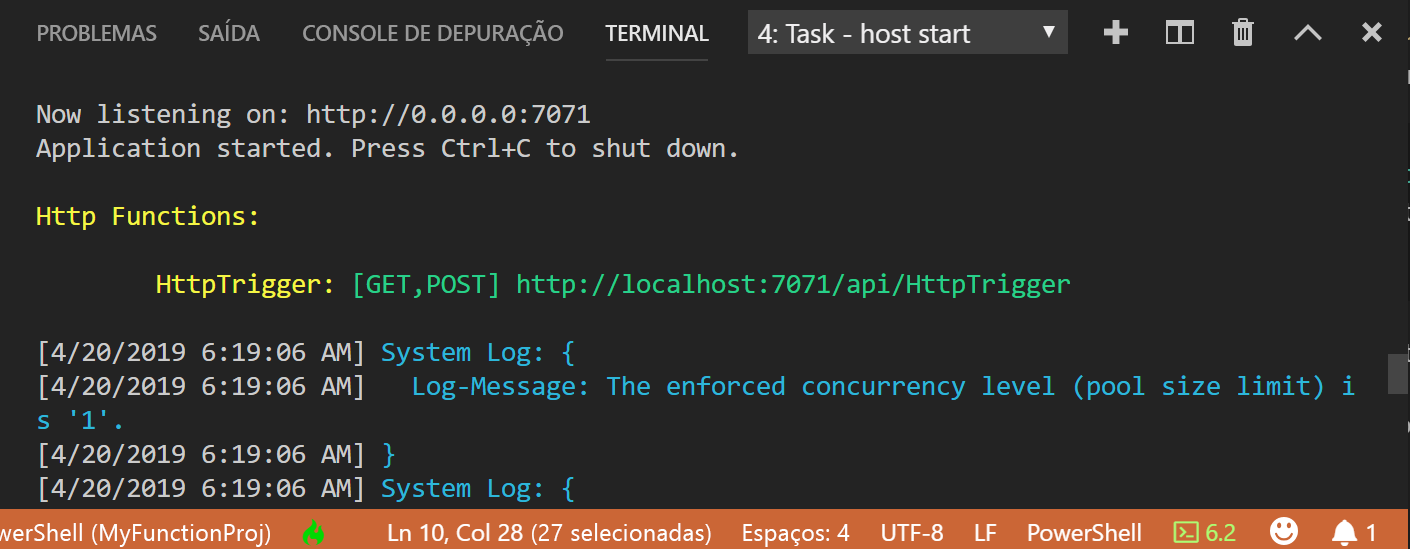 PROBLEMAS SAÍDA CONSOLE DE DEPURAÇÃO TERMINAL 4: Task - host start
Now listening on: http://0.0.0.0:7071
Application started. Press Ctrl+C to shut down.
Http Functions:
HttpTrigger: [GET,POST] http://localhost:7071/api/HttpTrigger
[4/20/2019 6:19:06 AM] System Log: {
[4/20/2019 6:19:06 AM]   Log-Message: The enforced concurrency level (pool size limit) i
s '1'.
[4/20/2019 6:19:06 AM] }
[4/20/2019 6:19:06 AM] System Log: {
werShell (MyFunctionProj) Ln 10, Col 28 (27 selecionadas) Espaços: 4 UTF-8 LF PowerShell 6.2 1